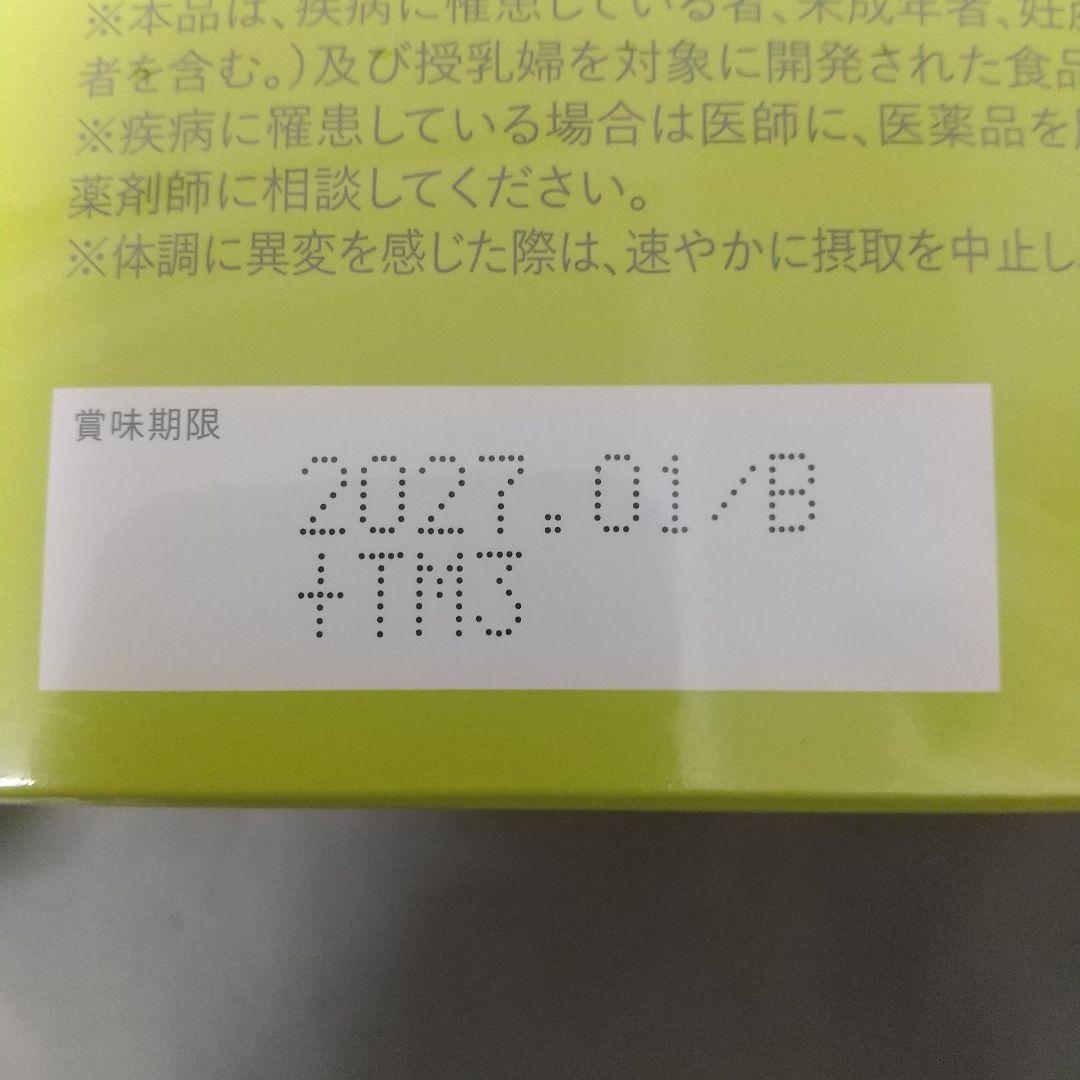 ※本品は、疾病に罹患している者、未成年者、妊産
者を含む。)及び授乳婦を対象に開発された食品
※疾病に罹患している場合は医師に、医薬品を
薬剤師に相談してください。
※体調に異変を感じた際は、速やかに摂取を中止し
賞味期限
2027.01/B
+TM3